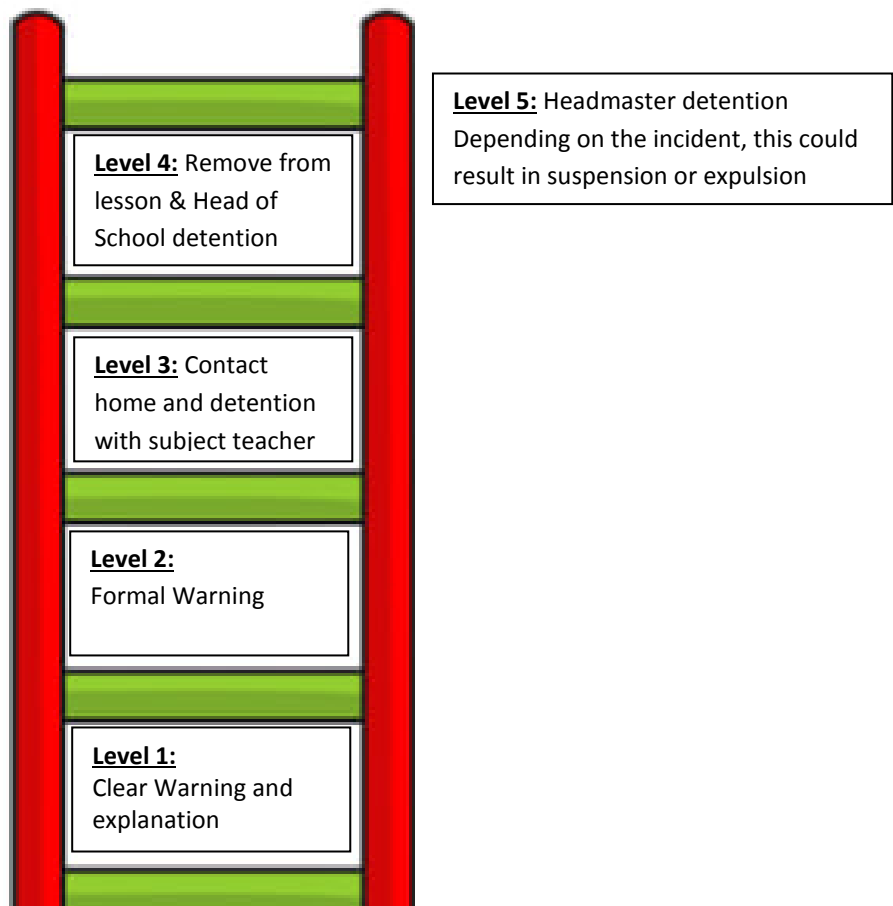 Level 5: Headmaster detention
Depending on the incident, this could
result in suspension or expulsion
Level 4: Remove from
lesson & Head of
School detention
Level 3: Contact
home and detention
with subject teacher
Level 2:
Formal Warning
Level 1:
Clear Warning and
explanation